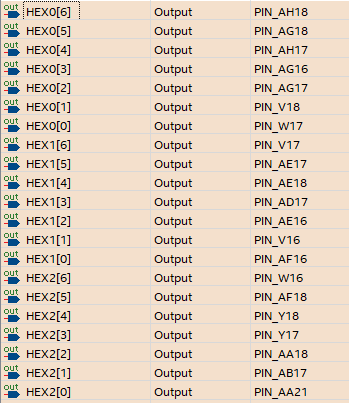 out HEX0[6] Output PIN_AH18
out HEX0[5] Output PIN_AG18
out HEX0[4] Output PIN_AH17
out HEX0[3] Output PIN_AG16
out HEX0[2] Output PIN_AG17
out HEX0[1] Output PIN_V18
out HEX0[0] Output PIN_W17
out HEX1[6] Output PIN_V17
out HEX1[5] Output PIN_AE17
out HEX1[4] Output PIN_AE18
out HEX1[3] Output PIN_AD17
out HEX1[2] Output PIN_AE16
out HEX1[1] Output PIN_V16
out HEX1[0] Output PIN_AF16
out HEX2[6] Output PIN_W16
out HEX2[5] Output PIN_AF18
out HEX2[4] Output PIN_Y18
out HEX2[3] Output PIN_Y17
out HEX2[2] Output PIN_AA18
out HEX2[1] Output PIN_AB17
out HEX2[0] Output PIN_AA21